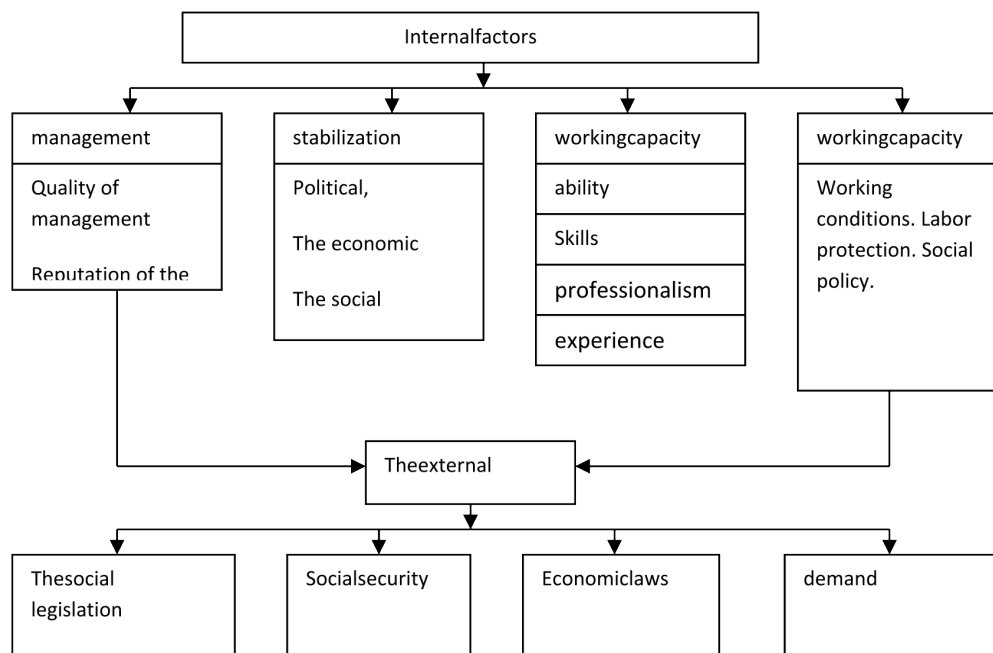 Internalfactors
management
Quality of
management
Reputation of the
stabilization
Political,
The economic
The social
workingcapacity
ability
Skills
professionalism
experience
workingcapacity
Working
conditions. Labor
protection. Social
policy.
Theexternal
Thesocial
legislation
Socialsecurity
Economiclaws
demand